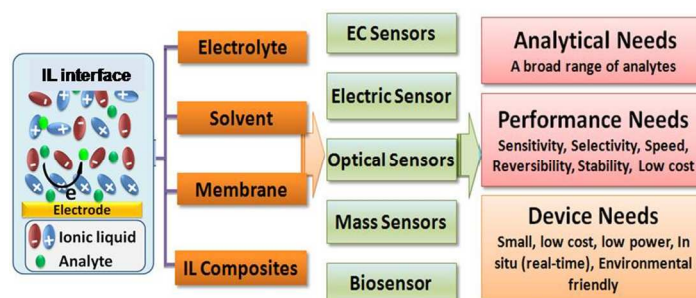 IL interface
e
Electrode
Ionic liquid
Analyte
Electrolyte
Solvent
Membrane
IL Composites
EC Sensors
Electric Sensor
Optical Sensors
Mass Sensors
Biosensor
Analytical Needs
A broad range of analytes
Performance Needs
Sensitivity, Selectivity, Speed,
Reversibility, Stability, Low cost
Device Needs
Small, low cost, low power, In
situ (real-time), Environmental
friendly